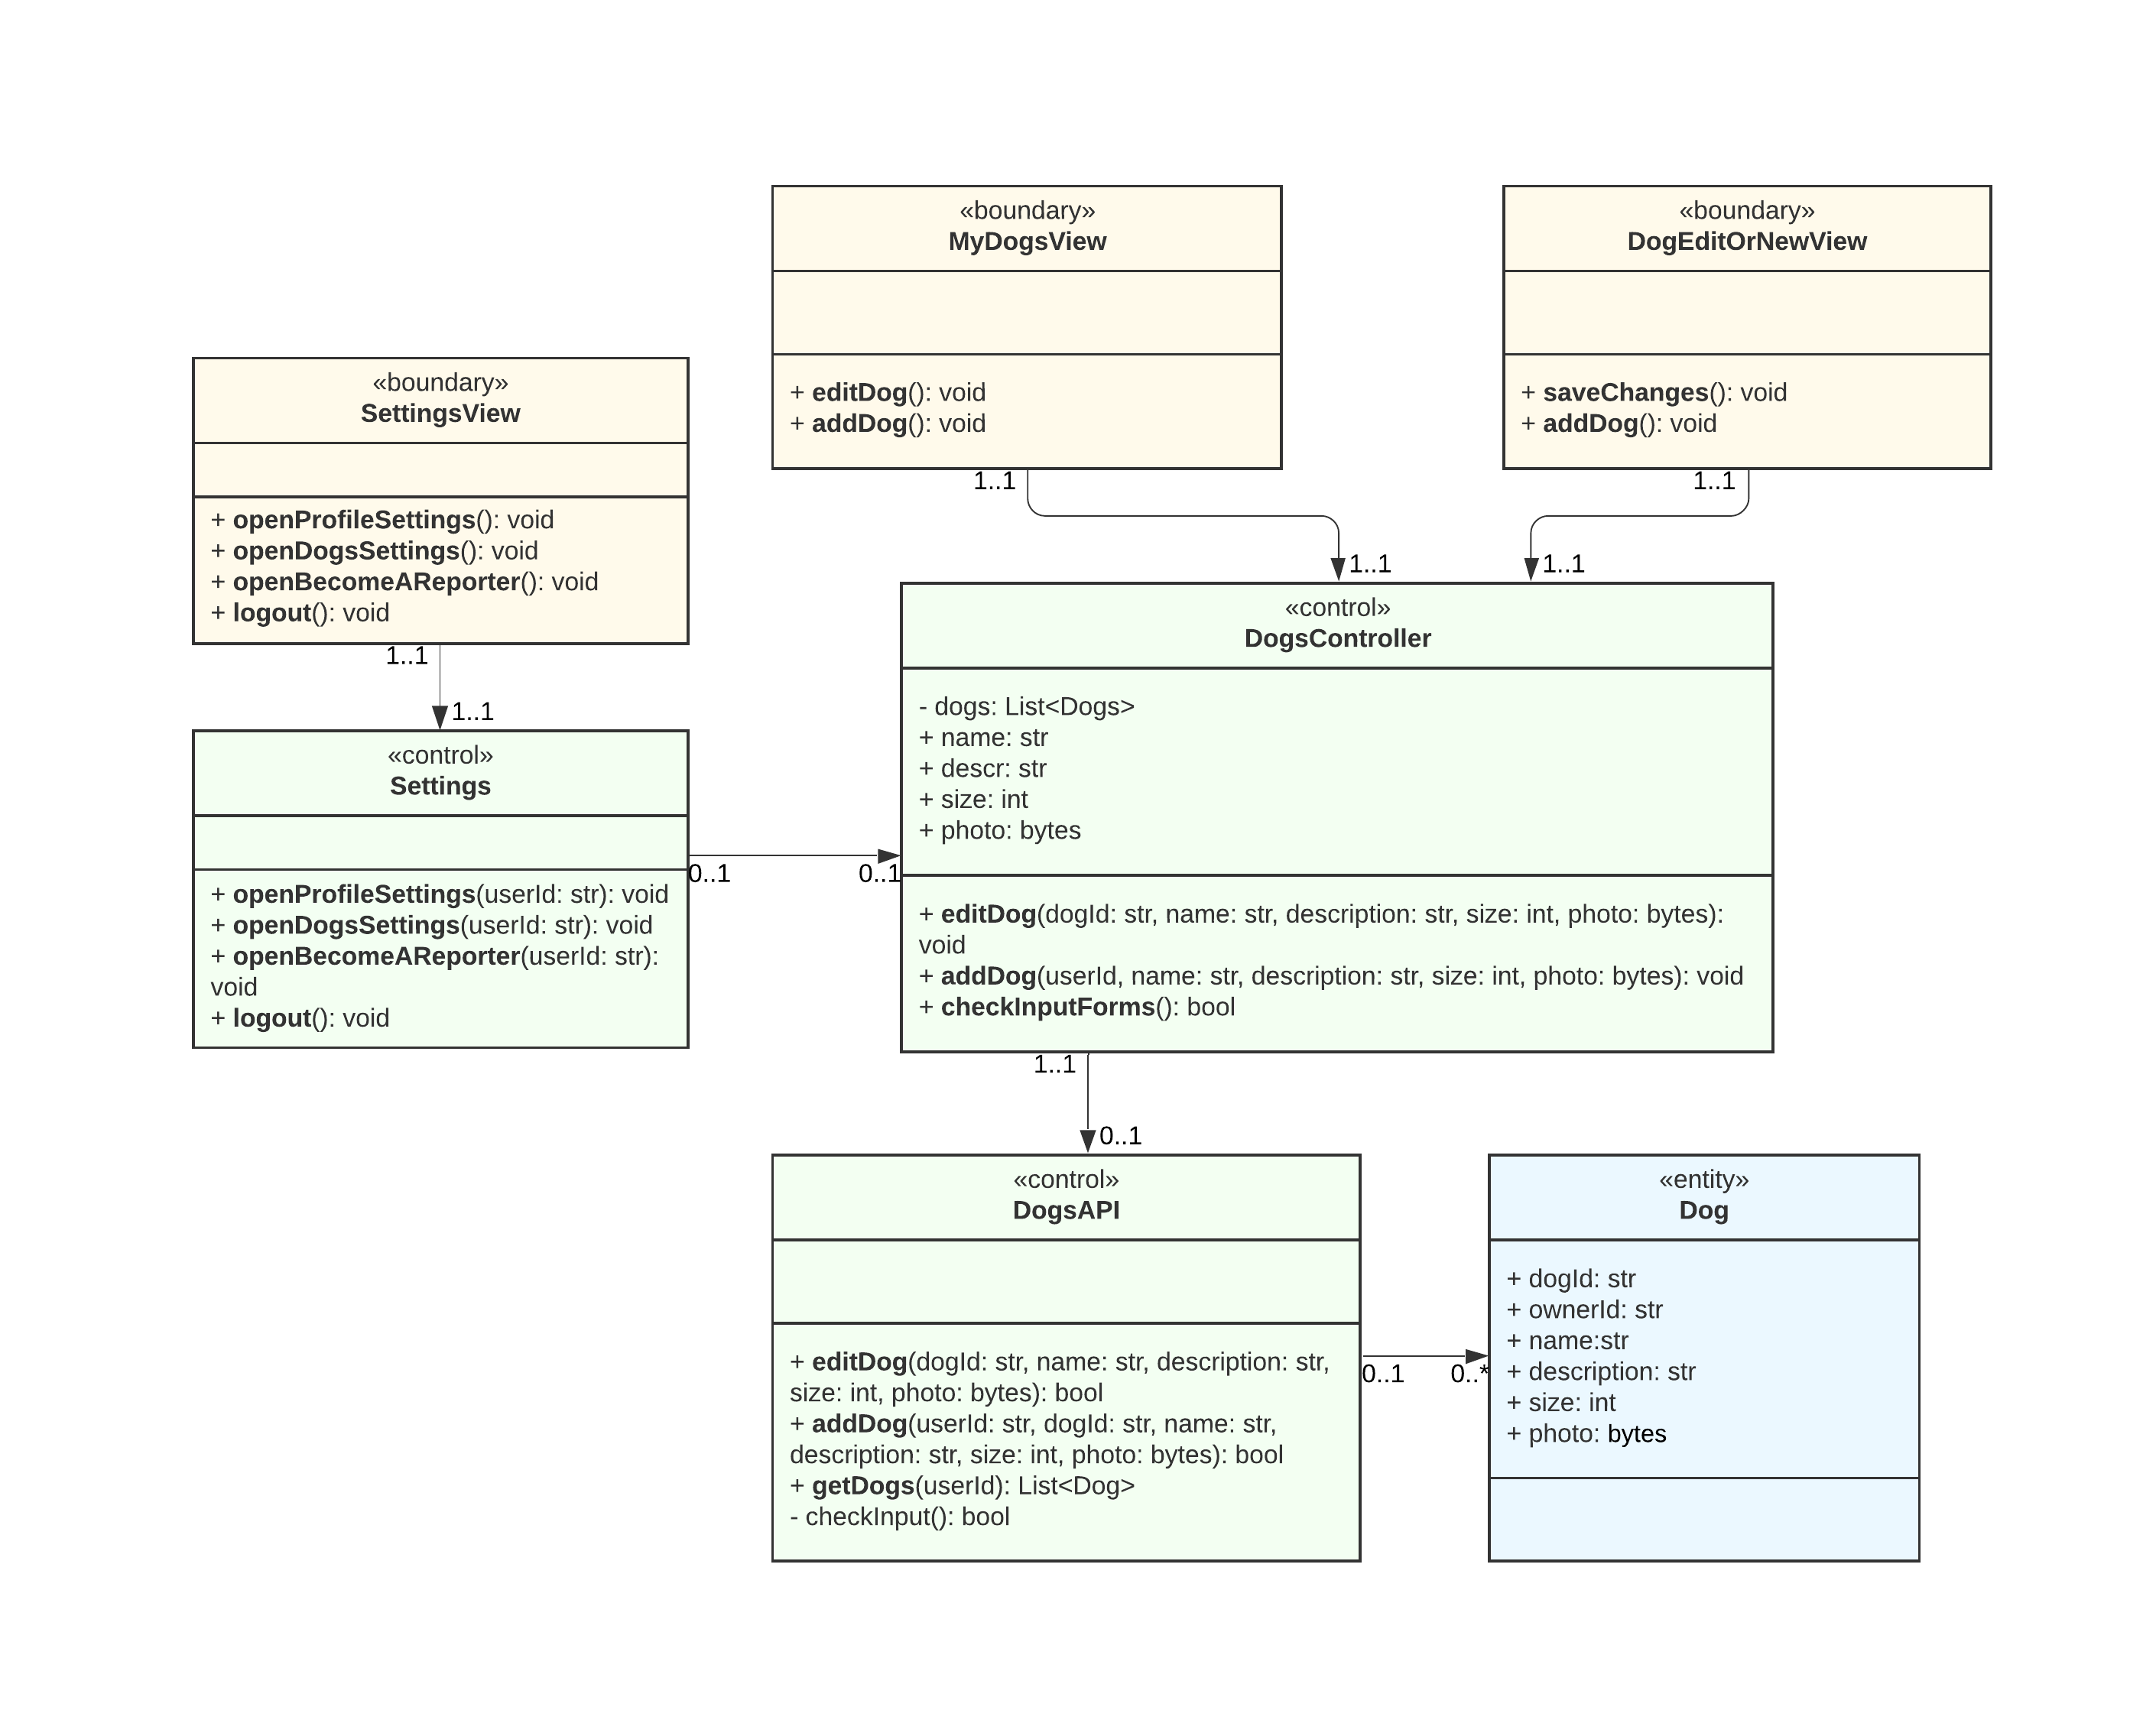 «boundary»
MyDogsView
+ editDog(): void
+ addDog(): void
1..1
«boundary»
DogEditOrNewView
+ saveChanges(): void
+ addDog(): void
1..1
«boundary»
SettingsView
+ openProfileSettings(): void
+ openDogsSettings(): void
+ openBecomeAReporter(): void
+ logout(): void
1..1
1..1
1..1
1..1
«control»
Settings
+ openProfileSettings(userId: str): void
+ openDogsSettings(userId: str): void
+ openBecomeAReporter(userId: str):
void
+ logout(): void
0..1
0..1
«control»
DogsController
- dogs: List<Dogs>
+ name: str
+ descr: str
+ size: int
+ photo: bytes
+ editDog(dogId: str, name: str, description: str, size: int, photo: bytes):
void
+ addDog(userId, name: str, description: str, size: int, photo: bytes): void
+ checkInputForms(): bool
1..1
0..1
«control»
DogsAPI
+ editDog(dogId: str, name: str, description: str,
size: int, photo: bytes): bool
+ addDog(userId: str, dogId: str, name: str,
description: str, size: int, photo: bytes): bool
+ getDogs(userId): List<Dog>
- checkInput(): bool
0..1
0..*
«entity»
Dog
+ dogId: str
+ ownerId: str
+ name:str
+ description: str
+ size: int
+ photo: bytes